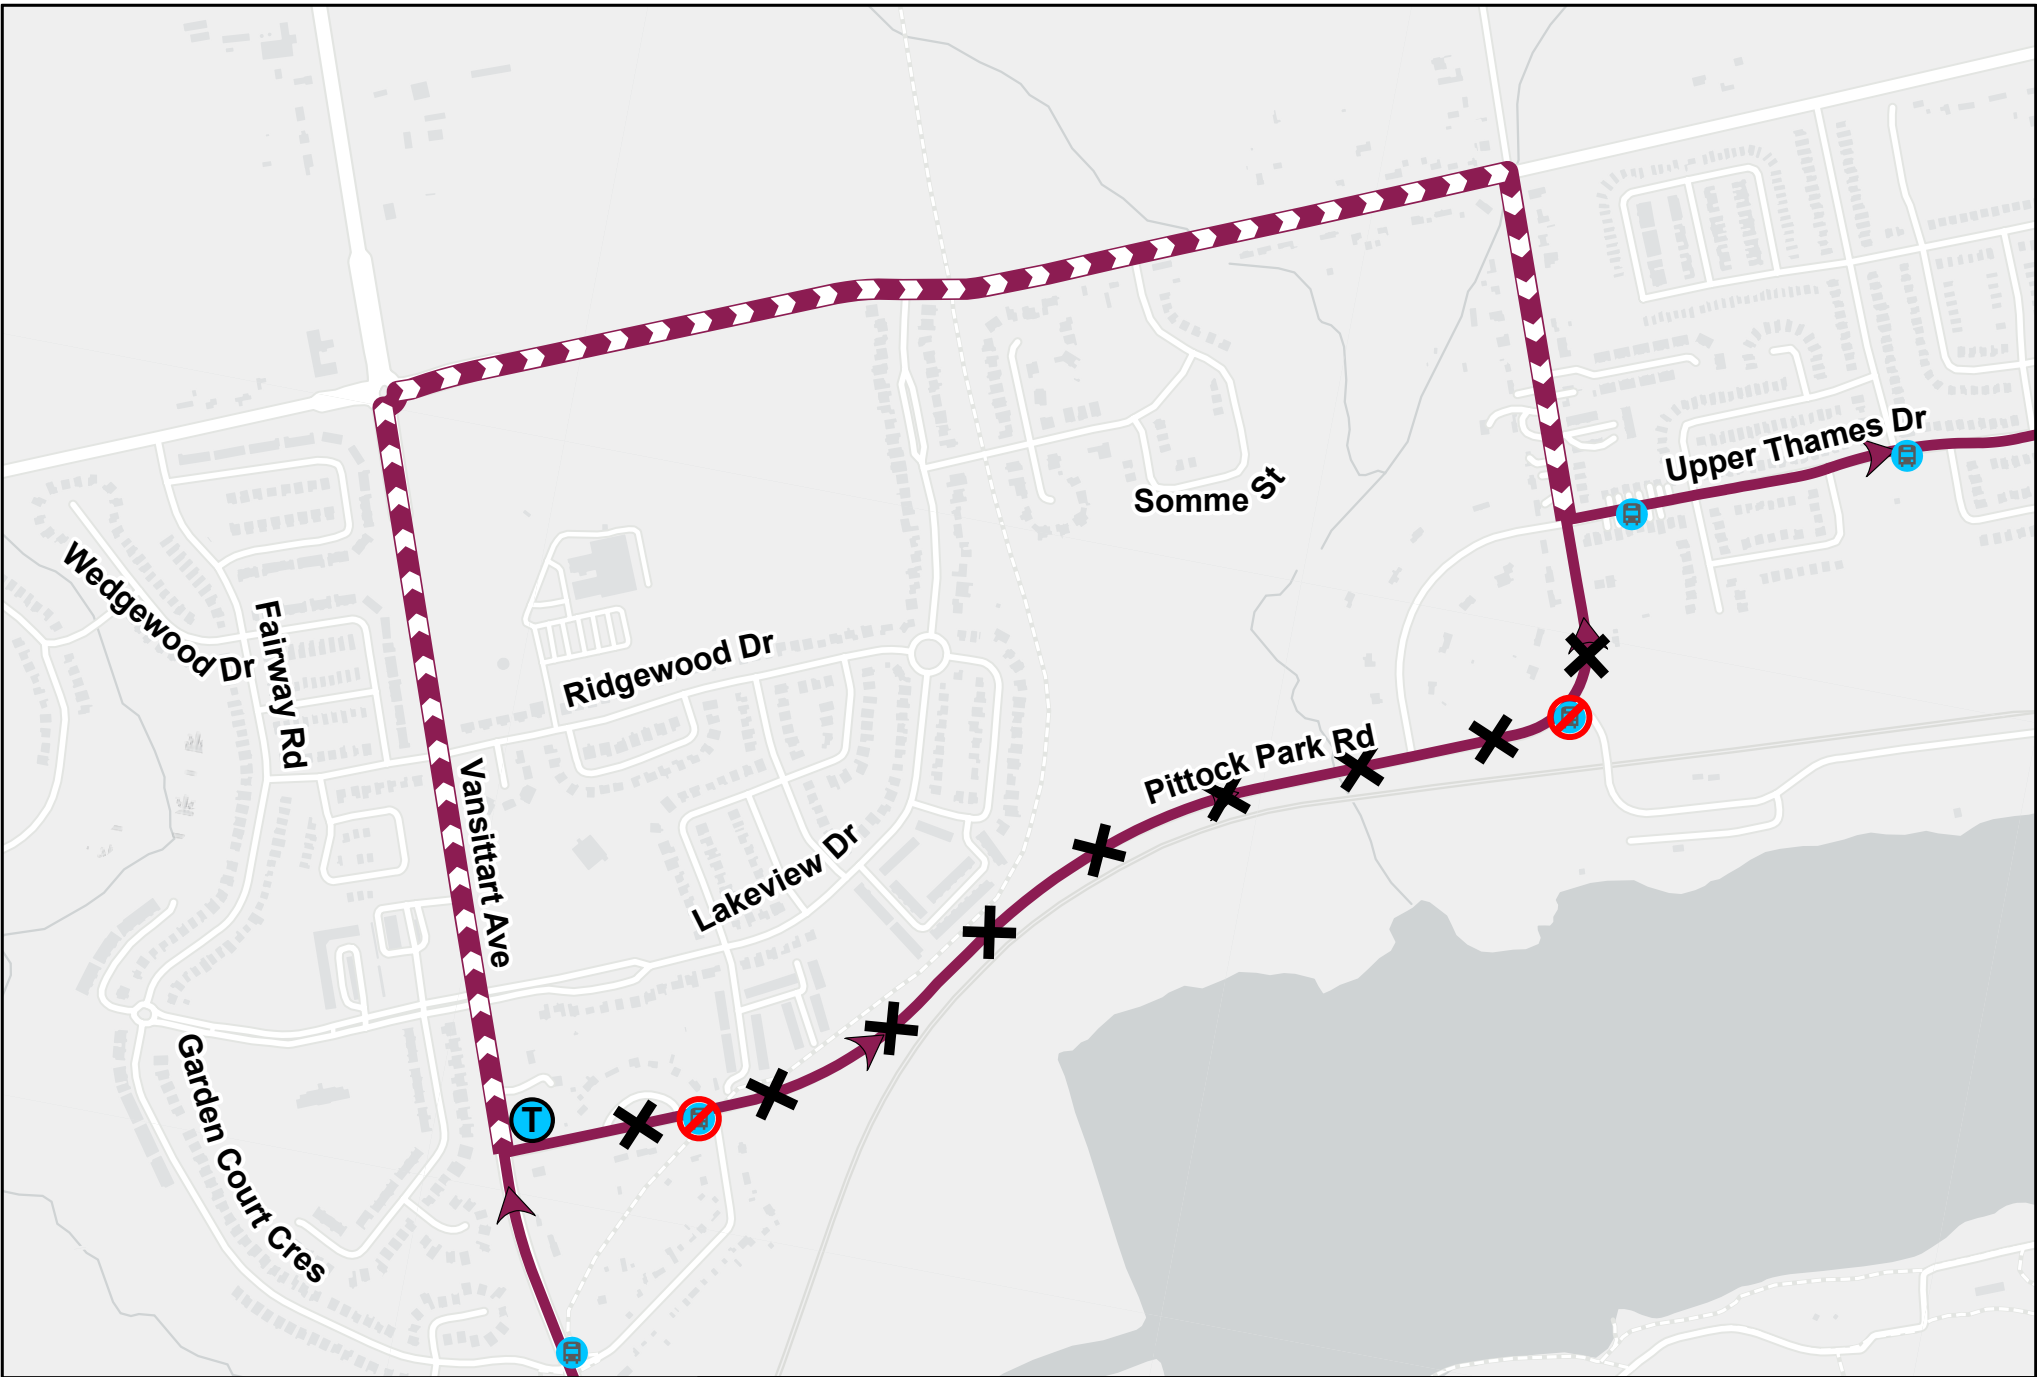 Upper Thames Dr
Somme St
Wedgewood Dr
Fairway Rd
Ridgewood Dr
Pittock Park Rd
Vansittart Ave
Lakeview Dr
Garden Court Cres
T